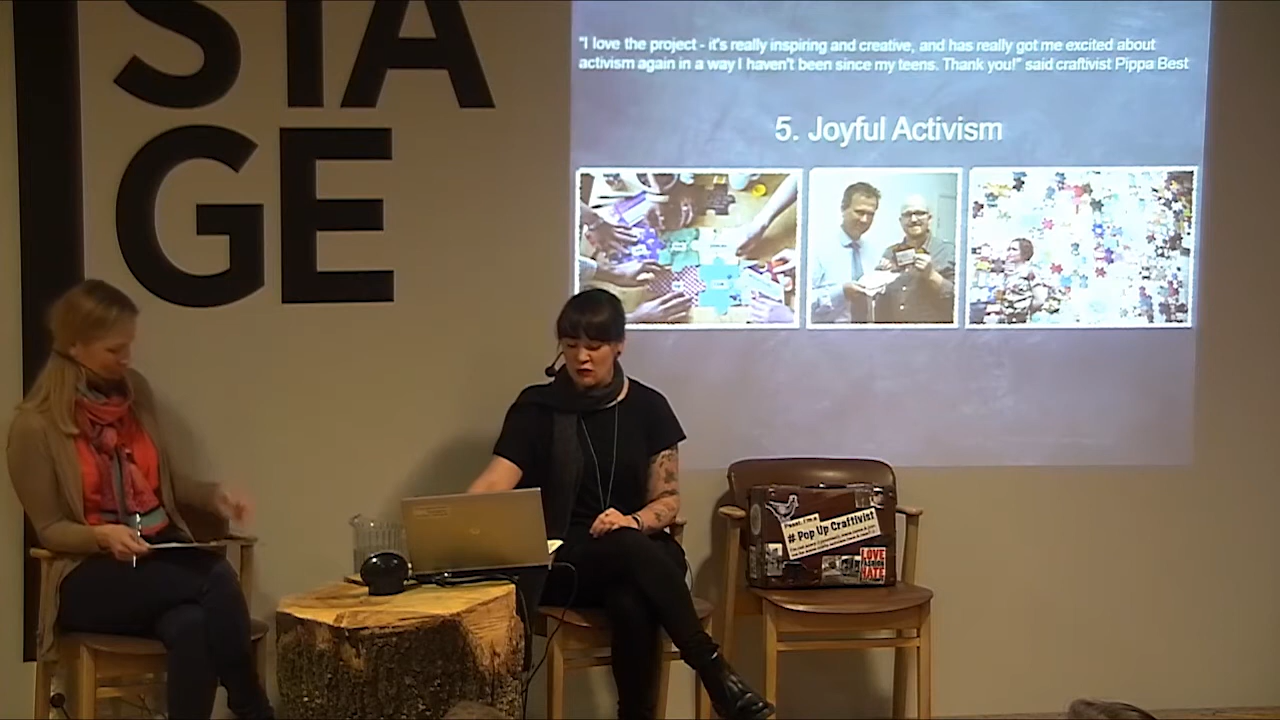 STA
GE
"I love the project - it's really inspiring and creative, and has really got me excited about
activism again in a way I haven't been since my teens. Thank you!" said craftivist Pippa Best
5. Joyful Activism
Pssst, I'm a
# Pop Up Craftivist
LOVE
FASHION
HATE